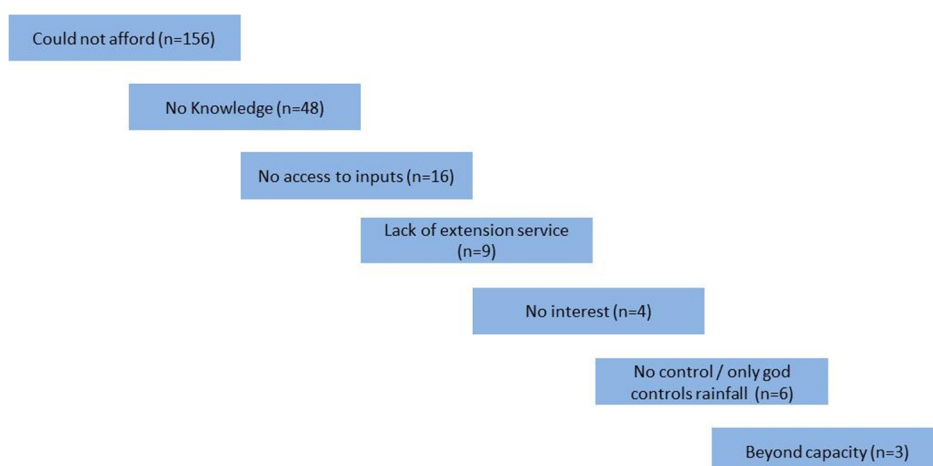 Could not afford (n=156)
No Knowledge (n=48)
No access to inputs (n=16)
Lack of extension service
(n=9)
No interest (n=4)
No control / only god
controls rainfall (n=6)
Beyond capacity (n=3)